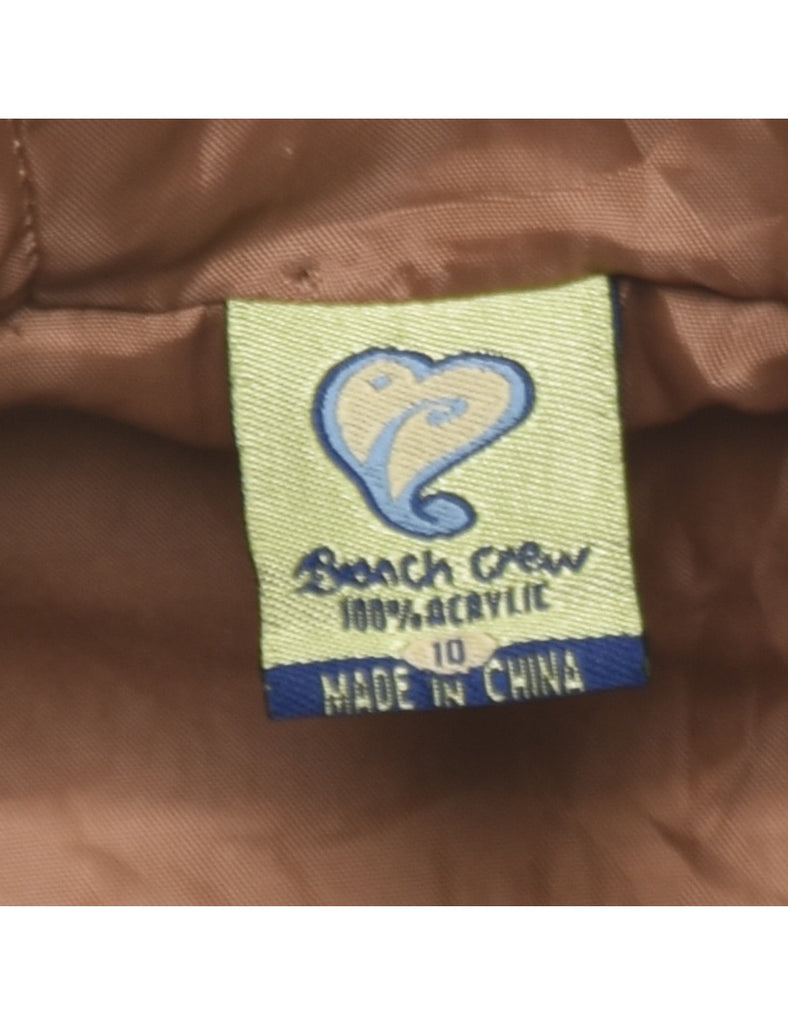 Beach Crew
100% ACRYLIC
10
MADE IN CHINA